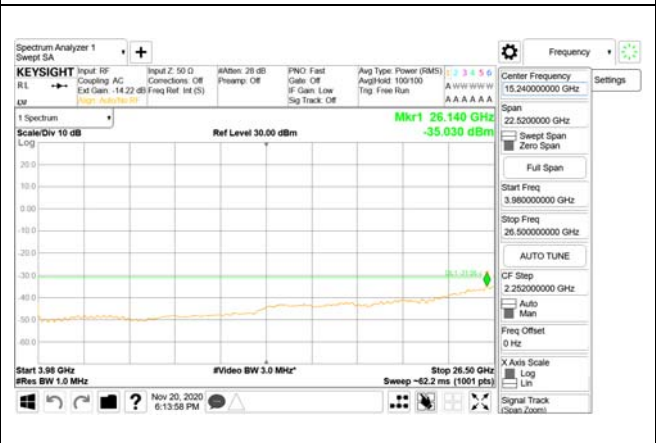 Spectrum Analyzer 1
Swept SA
+
Frequency
KEYSIGHT
Input: RF
Coupling: AC
Ext Gain: -14.22 dB
Align: Auto/No RF
RL
Input Z: 50 Ω
Corrections: Off
Freq Ref: Int (S)
#Atten: 28 dB
Preamp: Off
PNO: Fast
Gate: Off
IF Gain: Low
Sig Track: Off
Avg Type: Power (RMS)
Avg|Hold: 100/100
Trig: Free Run
1 2 3 4 5 6
A W W W W W
A A A A A A
1 Spectrum
Scale/Div 10 dB
Ref Level 30.00 dBm
Mkr1 26.140 GHz
-35.030 dBm
Log
20.0
10.0
0.00
-10.0
-20.0
-30.0
-40.0
-50.0
-60.0
Start 3.98 GHz
#Res BW 1.0 MHz
#Video BW 3.0 MHz*
Stop 26.50 GHz
Sweep ~62.2 ms (1001 pts)
Nov 20, 2020
6:13:58 PM
Center Frequency
15.240000000 GHz
Settings
Span
22.5200000 GHz
Swept Span
Zero Span
Full Span
Start Freq
3.980000000 GHz
Stop Freq
26.500000000 GHz
AUTO TUNE
CF Step
2.252000000 GHz
Auto
Man
Freq Offset
0 Hz
X Axis Scale
Log
Lin
Signal Track
(Span Zoom)